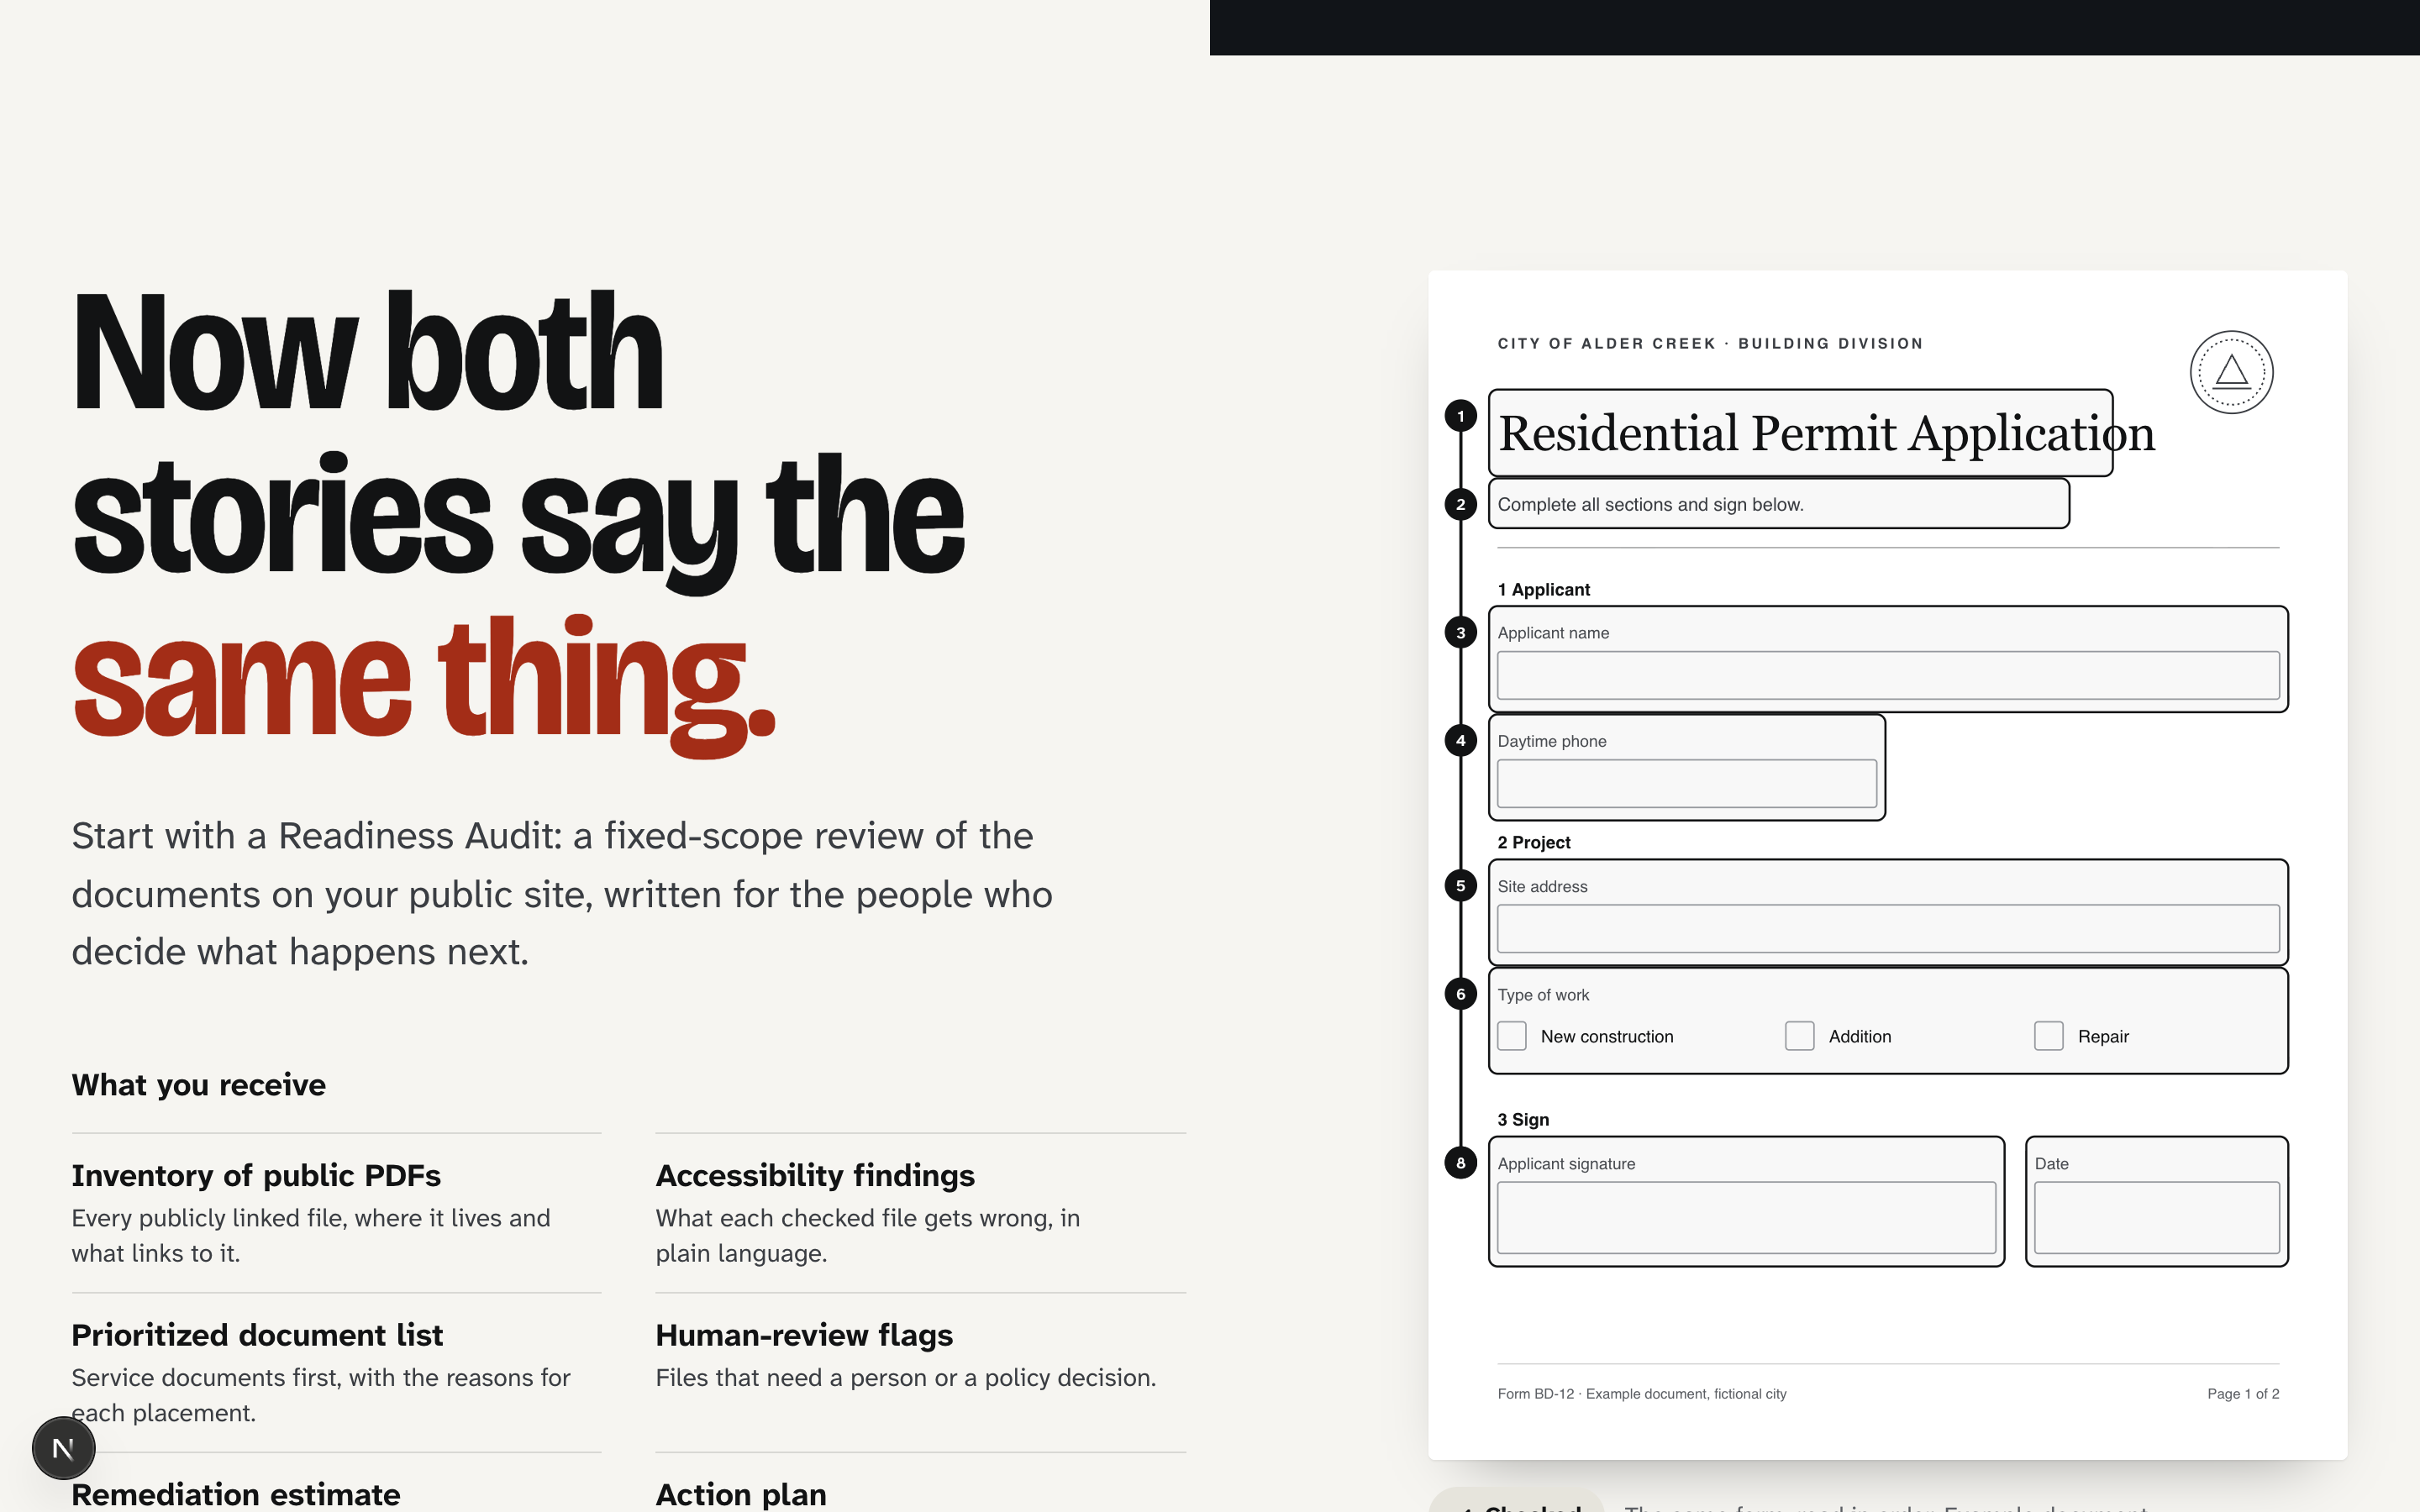 Now both
stories say the
same thing.
Start with a Readiness Audit: a fixed-scope review of the
documents on your public site, written for the people who
decide what happens next.
What you receive
Inventory of public PDFs
Every publicly linked file, where it lives and
what links to it.
Accessibility findings
What each checked file gets wrong, in
plain language.
Prioritized document list
Service documents first, with the reasons for
each placement.
Human-review flags
Files that need a person or a policy decision.
Remediation estimate
Action plan
N
CITY OF ALDER CREEK · BUILDING DIVISION
1
Residential Permit Application
2
Complete all sections and sign below.
1 Applicant
3
Applicant name
4
Daytime phone
2 Project
5
Site address
6
Type of work
New construction
Addition
Repair
3 Sign
8
Applicant signature
Date
Form BD-12 · Example document, fictional city
Page 1 of 2